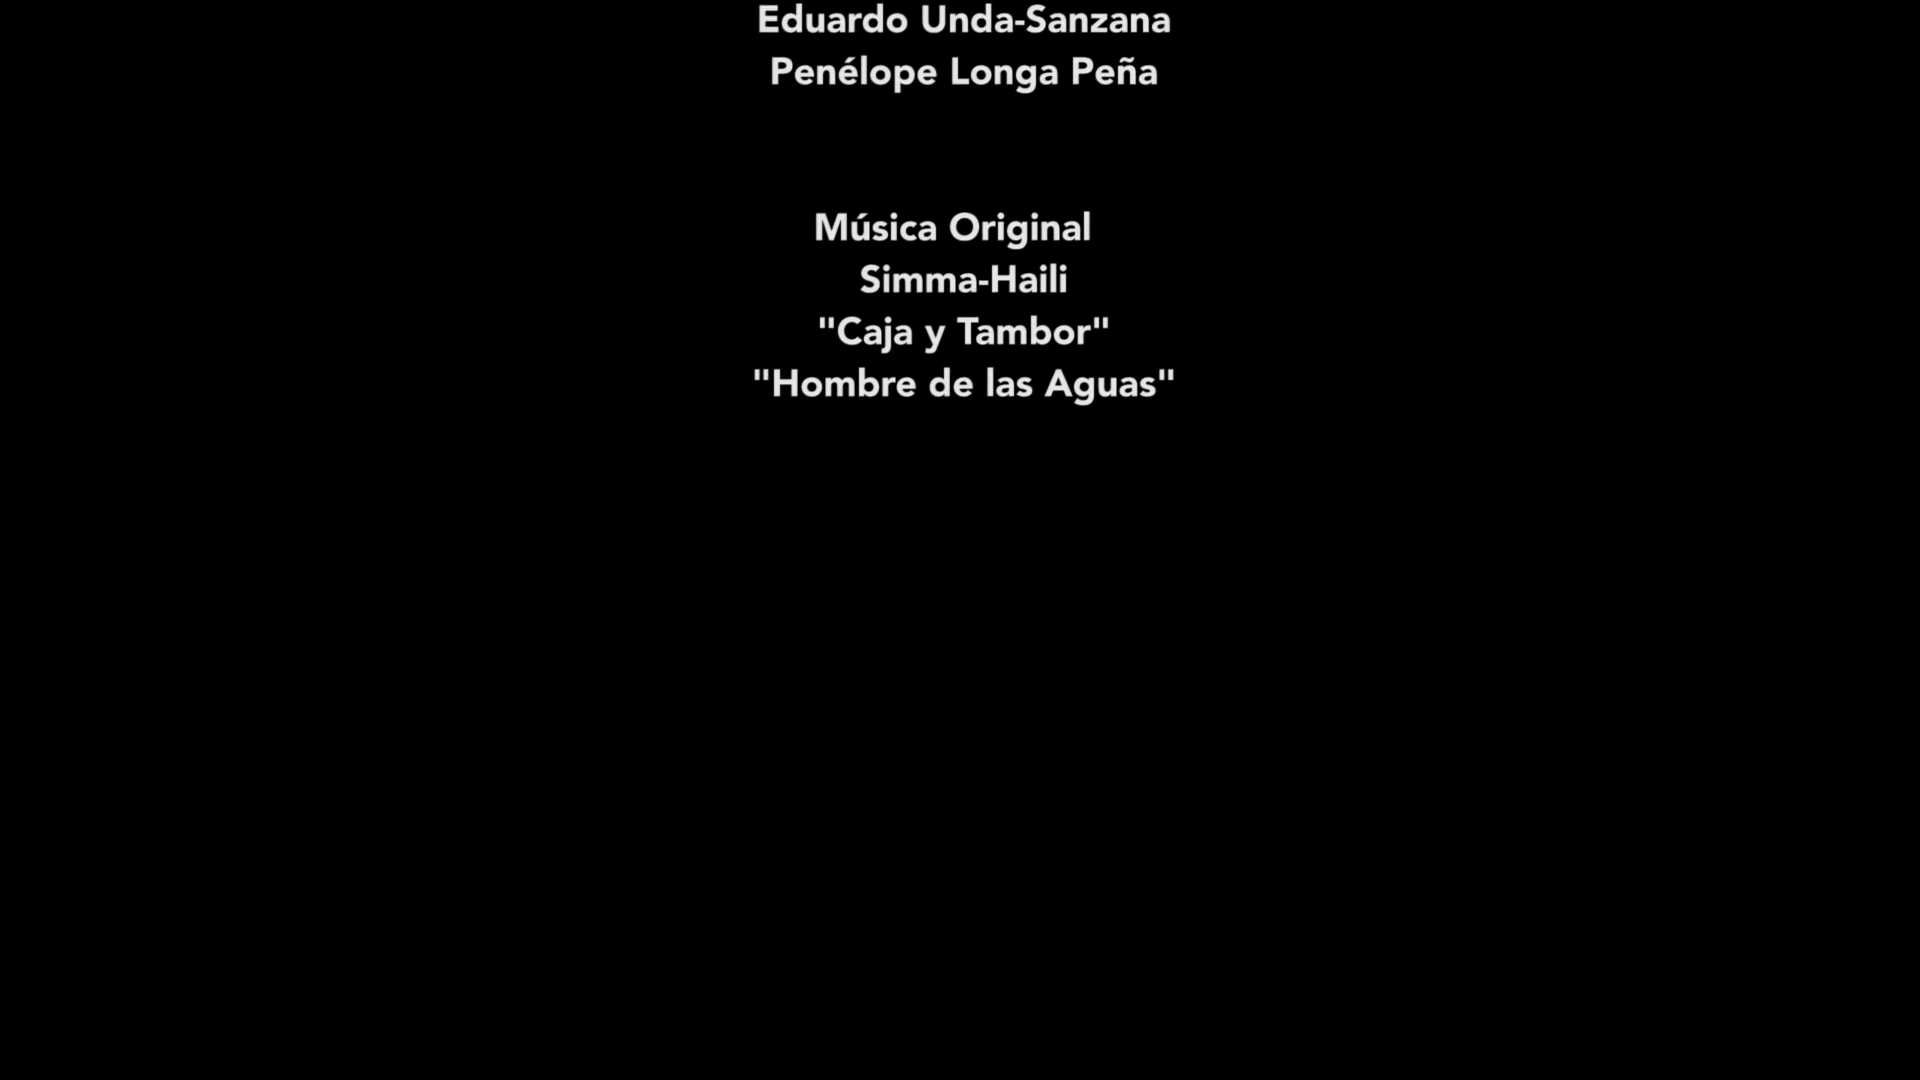 Eduardo Unda-Sanzana
Penélope Longa Peña
Música Original
Simma-Haili
"Caja y Tambor"
"Hombre de las Aguas"